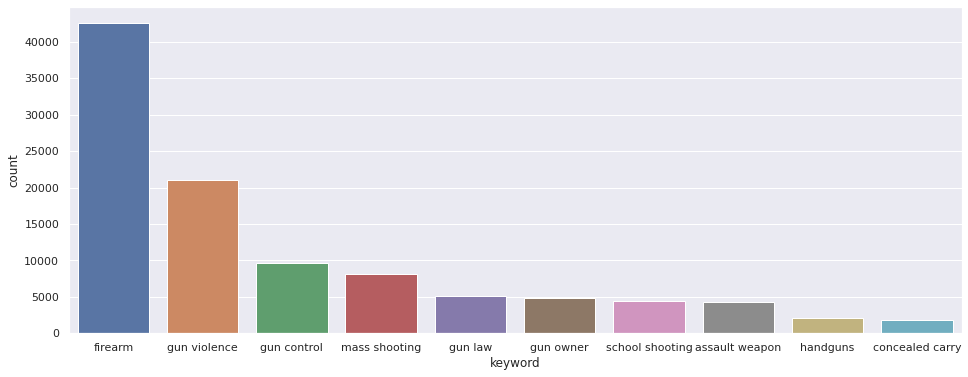 40000
35000
30000
25000
20000
15000
10000
5000
0
count
firearm
gun violence
gun control
mass shooting
gun law
gun owner
school shooting
assault weapon
handguns
concealed carry
keyword